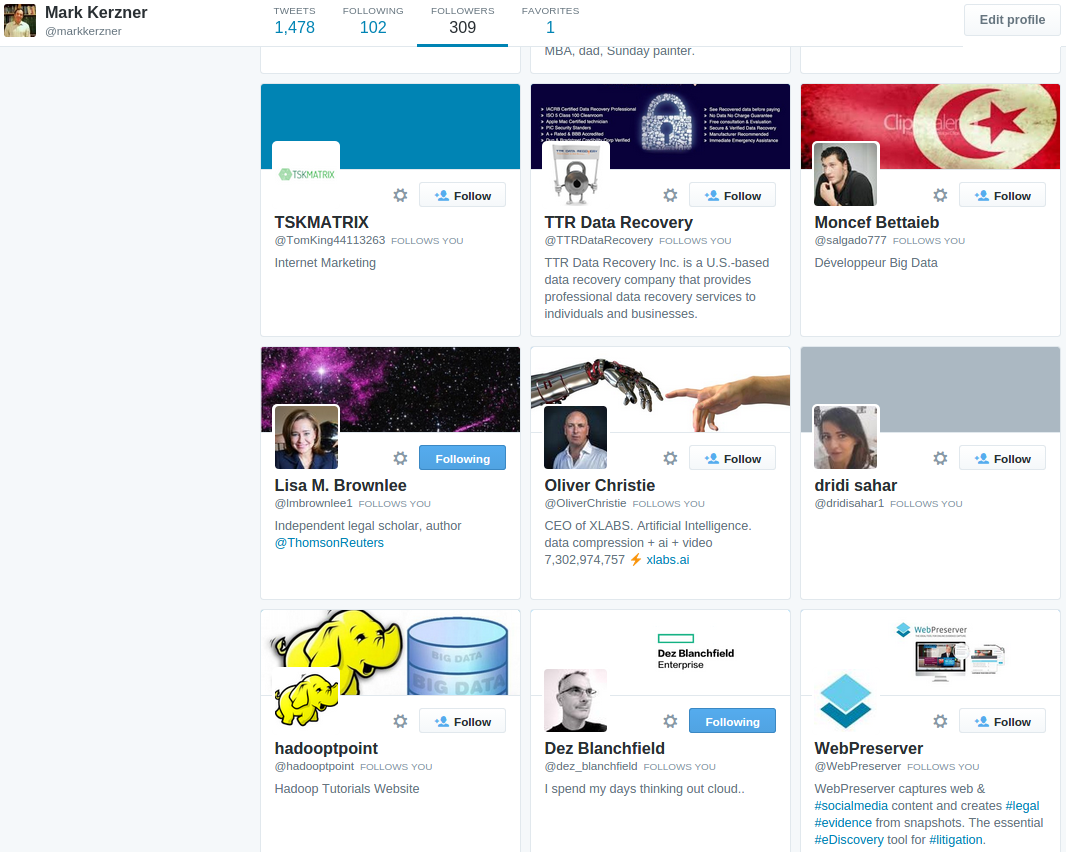 Mark Kerzner
@markkerzner
TWEETS
1,478
FOLLOWING
102
FOLLOWERS
309
FAVORITES
1
Edit profile
MBA, dad, Sunday painter.
TSKMATRIX
Follow
TSKMATRIX
@TomKing44113263 FOLLOWS YOU
Internet Marketing
IACRB Certified Data Recovery Professional
ISO 5 Class 100 Cleanroom
Apple Mac Certified technician
PIC Security Standers
A + Rated & BBB Accredited
See Recovered data before paying
No Data No Charge Guarantee
Free consultation & Evaluation
Secure & Verified Data Recovery
Manufacturer Recommended
Immediate Emergency Assistance
TTR DATA RECOVERY
Follow
TTR Data Recovery
@TTRDataRecovery FOLLOWS YOU
TTR Data Recovery Inc. is a U.S.-based
data recovery company that provides
professional data recovery services to
individuals and businesses.
Follow
Moncef Bettaieb
@salgado777 FOLLOWS YOU
Développeur Big Data
Following
Lisa M. Brownlee
@lmbrownlee1 FOLLOWS YOU
Independent legal scholar, author
@ThomsonReuters
Follow
Oliver Christie
@OliverChristie FOLLOWS YOU
CEO of XLABS. Artificial Intelligence.
data compression + ai + video
7,302,974,757 ⚡ xlabs.ai
Follow
dridi sahar
@dridisahar1 FOLLOWS YOU
BIG DATA
BIG DATA
Follow
hadooptpoint
@hadooptpoint FOLLOWS YOU
Hadoop Tutorials Website
Dez Blanchfield
Enterprise
Following
Dez Blanchfield
@dez_blanchfield FOLLOWS YOU
I spend my days thinking out cloud..
WebPreserver
Follow
WebPreserver
@WebPreserver FOLLOWS YOU
WebPreserver captures web &
#socialmedia content and creates #legal
#evidence from snapshots. The essential
#eDiscovery tool for #litigation.